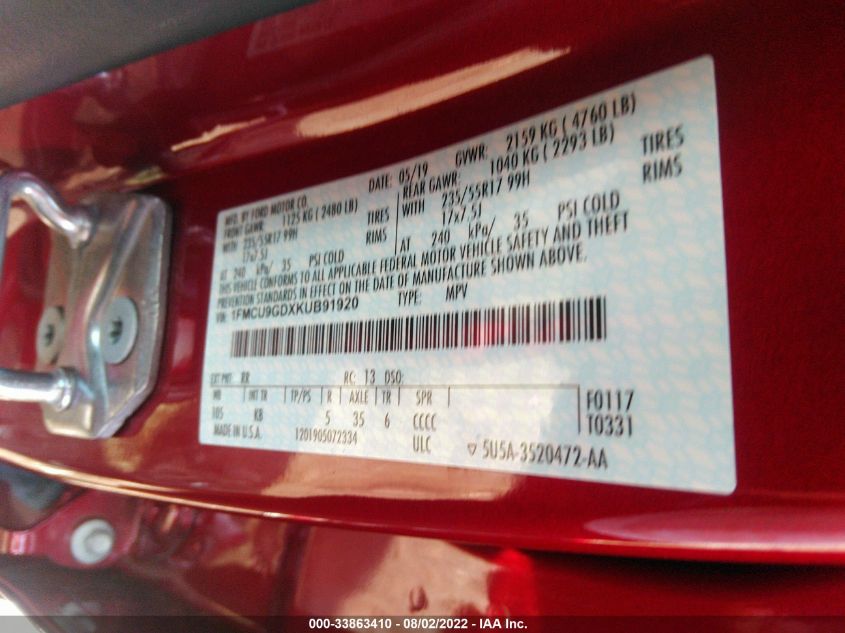 MFD. BY FORD MOTOR CO. DATE: 05/19 GVWR: 2159 KG ( 4760 LB)
FRONT GAWR: 1125 KG ( 2480 LB) REAR GAWR: 1040 KG ( 2293 LB)
WITH 235/55R17 99H TIRES WITH 235/55R17 99H TIRES
17x7.5J RIMS 17x7.5J RIMS
AT 240 kPa/ 35 PSI COLD AT 240 kPa/ 35 PSI COLD
THIS VEHICLE CONFORMS TO ALL APPLICABLE FEDERAL MOTOR VEHICLE SAFETY AND THEFT
PREVENTION STANDARDS IN EFFECT ON THE DATE OF MANUFACTURE SHOWN ABOVE.
VIN: 1FMCU9GDXKUB91920 TYPE: MPV
EXT PNT: RR RC: 13 DSO:
WB INT TR TP/PS R AXLE TR SPR F0117
105 KB 5 35 6 CCCC T0331
MADE IN U.S.A. 1201905072334 ULC 5U5A-3520472-AA
000-33863410 - 08/02/2022 - IAA Inc.